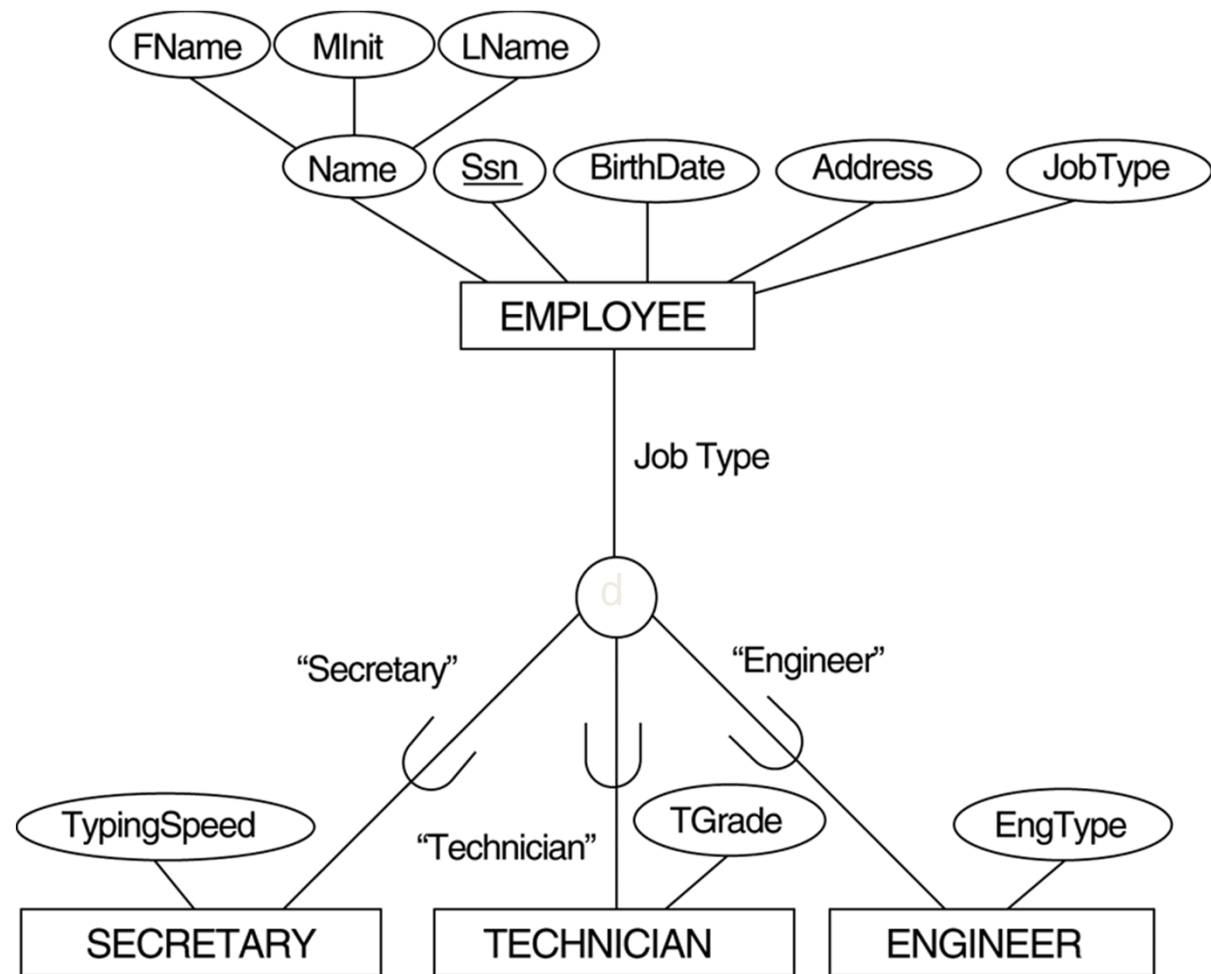 FName MInit LName
Name Ssn BirthDate Address JobType
EMPLOYEE
Job Type
d
“Secretary” “Engineer”
TypingSpeed “Technician” TGrade EngType
SECRETARY TECHNICIAN ENGINEER